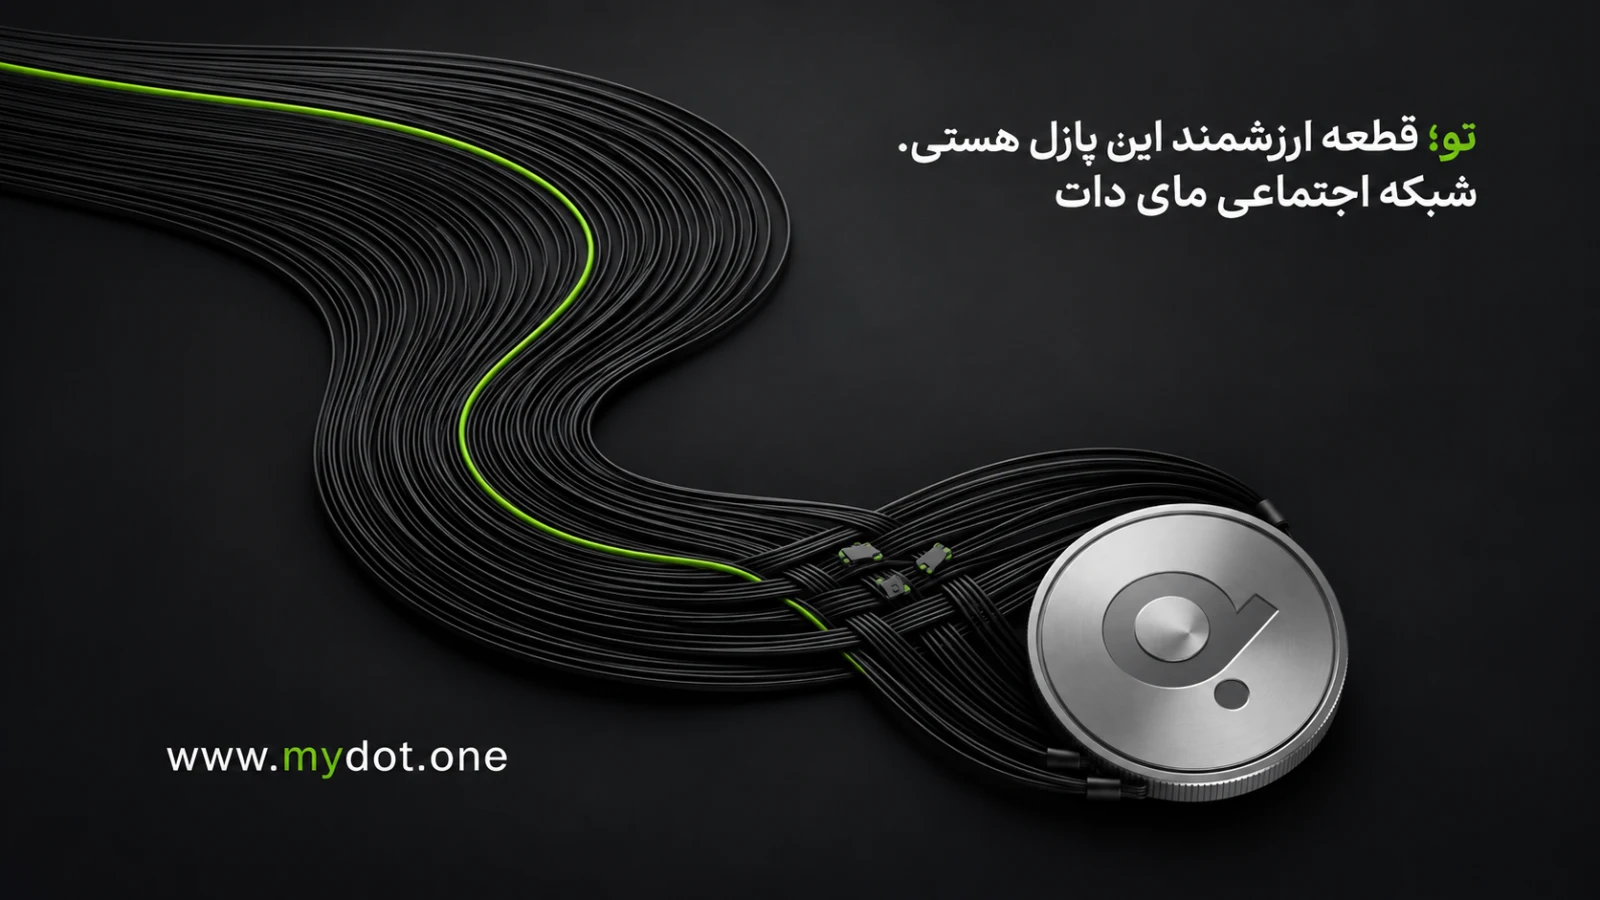 تو؛ قطعه ارزشمند این پازل هستی.
شبکه اجتماعی مای دات
www.mydot.one